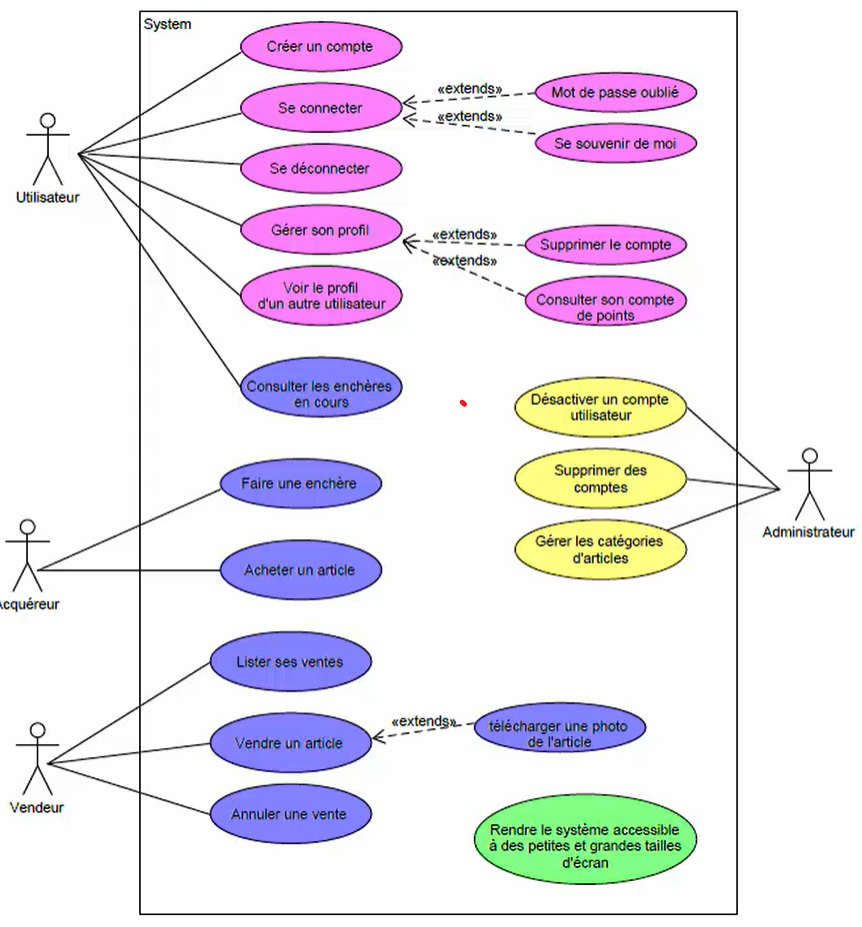 System
Créer un compte
Se connecter
«extends»
Mot de passe oublié
«extends»
Se souvenir de moi
Utilisateur
Se déconnecter
Gérer son profil
«extends»
Supprimer le compte
«extends»
Voir le profil
d'un autre utilisateur
Consulter son compte
de points
Consulter les enchères
en cours
Désactiver un compte
utilisateur
Faire une enchère
Supprimer des
comptes
Administrateur
Gérer les catégories
d'articles
Acheter un article
Acquéreur
Lister ses ventes
Vendre un article
«extends»
télécharger une photo
de l'article
Vendeur
Annuler une vente
Rendre le système accessible
à des petites et grandes tailles
d'écran